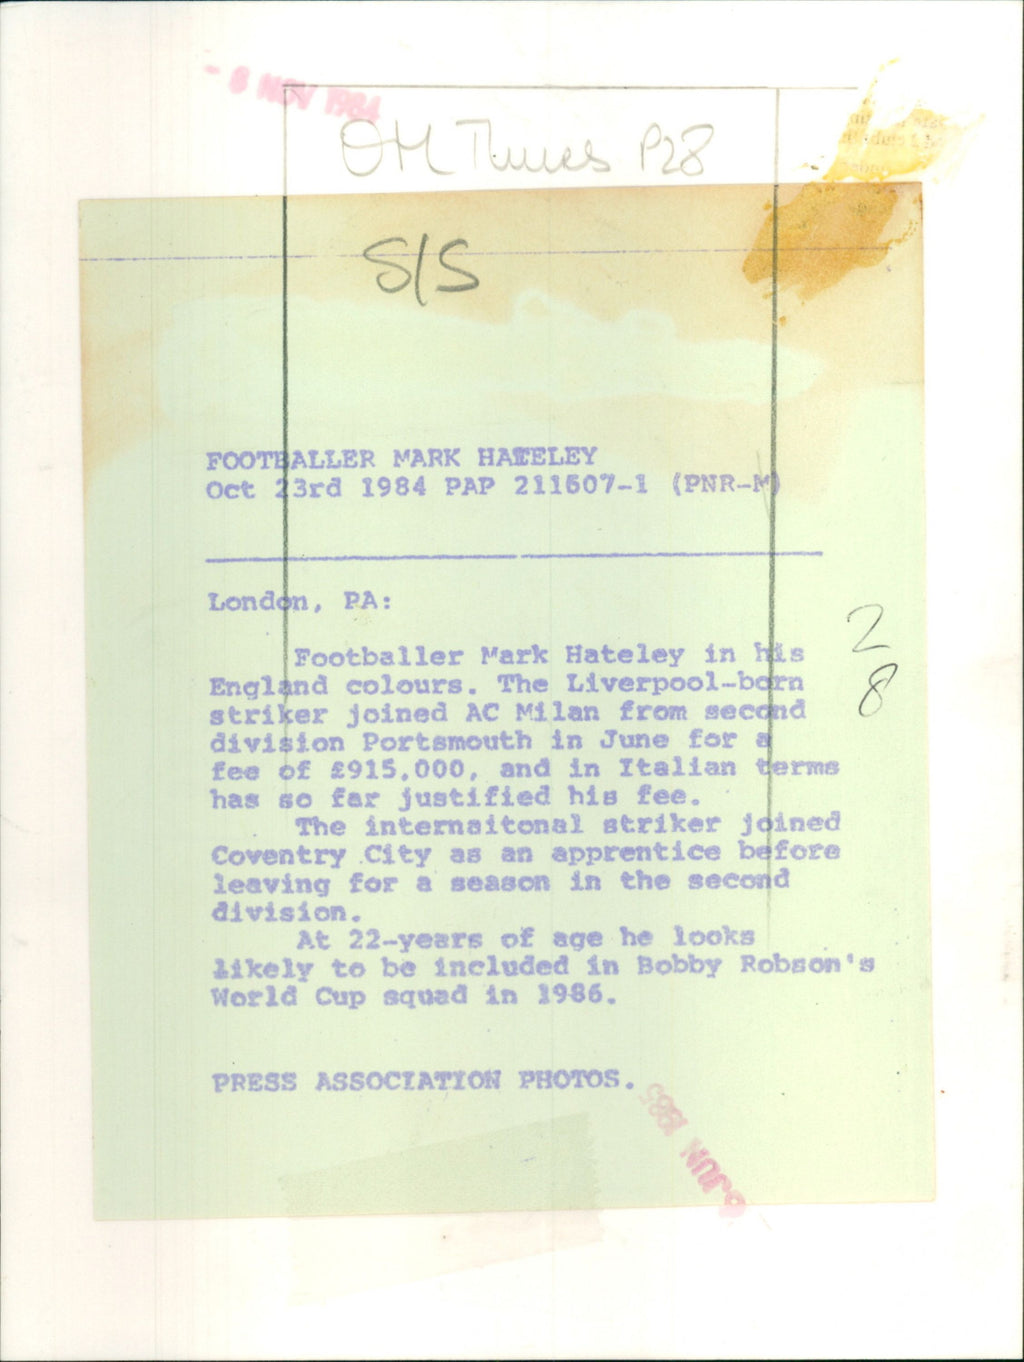 - 8 NOV 1984
OH Times P28
S/S
FOOTBALLER MARK HATELEY
Oct 23rd 1984 PAP 211607-1 (PNR-M)
London, PA:
Footballer Mark Hateley in his
England colours. The Liverpool-born
striker joined AC Milan from second
division Portsmouth in June for a
fee of £915,000, and in Italian terms
has so far justified his fee.
The internaitonal striker joined
Coventry City as an apprentice before
leaving for a season in the second
division.
At 22-years of age he looks
likely to be included in Bobby Robson's
World Cup squad in 1986.
2
8
PRESS ASSOCIATION PHOTOS.
JUN 1985